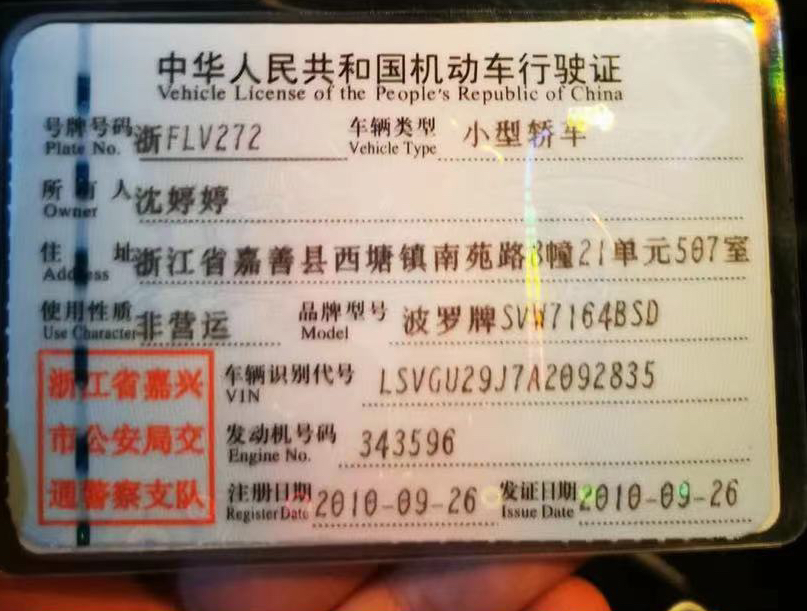 中华人民共和国机动车行驶证
Vehicle License of the People's Republic of China
号牌号码 浙FLV272 车辆类型 小型轿车
Plate No. Vehicle Type
所有人 沈婷婷
Owner
住址 浙江省嘉善县西塘镇南苑路8幢21单元507室
Address
使用性质 非营运 品牌型号 波罗牌SVW7164BSD
Use Character Model
浙江省嘉兴
市公安局交
通警察支队
车辆识别代号 LSVGU29J7A2092835
VIN
发动机号码 343596
Engine No.
注册日期 2010-09-26 发证日期 2010-09-26
Register Date Issue Date